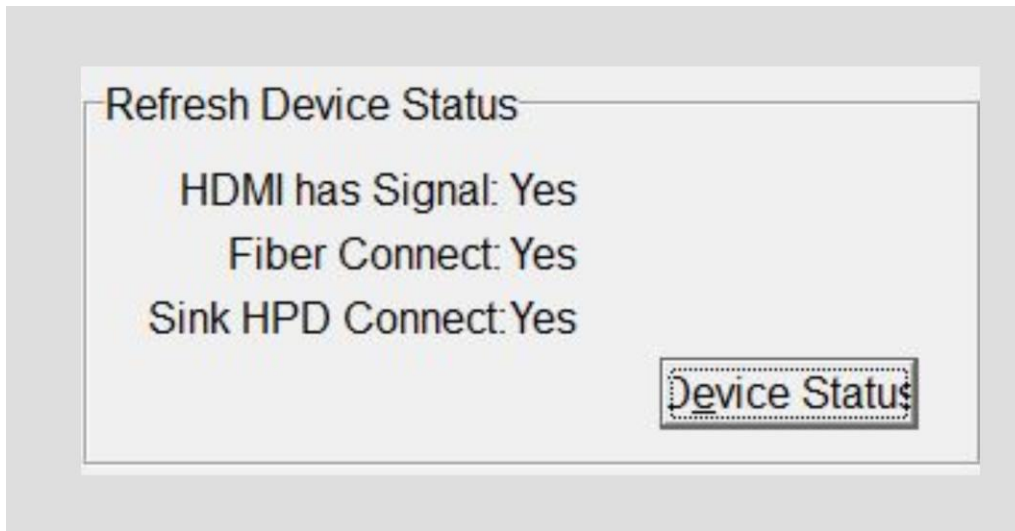 Refresh Device Status
HDMI has Signal: Yes
Fiber Connect: Yes
Sink HPD Connect:Yes
Device Status